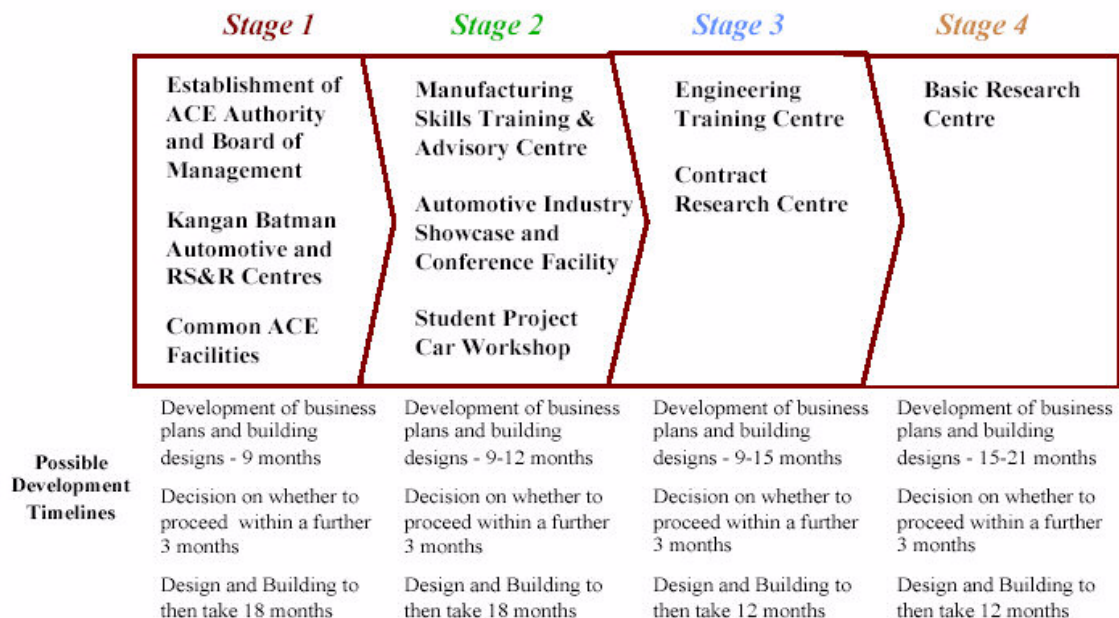 Stage 1
Stage 2
Stage 3
Stage 4
Establishment of
ACE Authority
and Board of
Management
Kangan Batman
Automotive and
RS&R Centres
Common ACE
Facilities
Manufacturing
Skills Training &
Advisory Centre
Automotive Industry
Showcase and
Conference Facility
Student Project
Car Workshop
Engineering
Training Centre
Contract
Research Centre
Basic Research
Centre
Possible
Development
Timelines
Development of business
plans and building
designs - 9 months
Decision on whether to
proceed within a further
3 months
Design and Building to
then take 18 months
Development of business
plans and building
designs - 9-12 months
Decision on whether to
proceed within a further
3 months
Design and Building to
then take 18 months
Development of business
plans and building
designs - 9-15 months
Decision on whether to
proceed within a further
3 months
Design and Building to
then take 12 months
Development of business
plans and building
designs - 15-21 months
Decision on whether to
proceed within a further
3 months
Design and Building to
then take 12 months